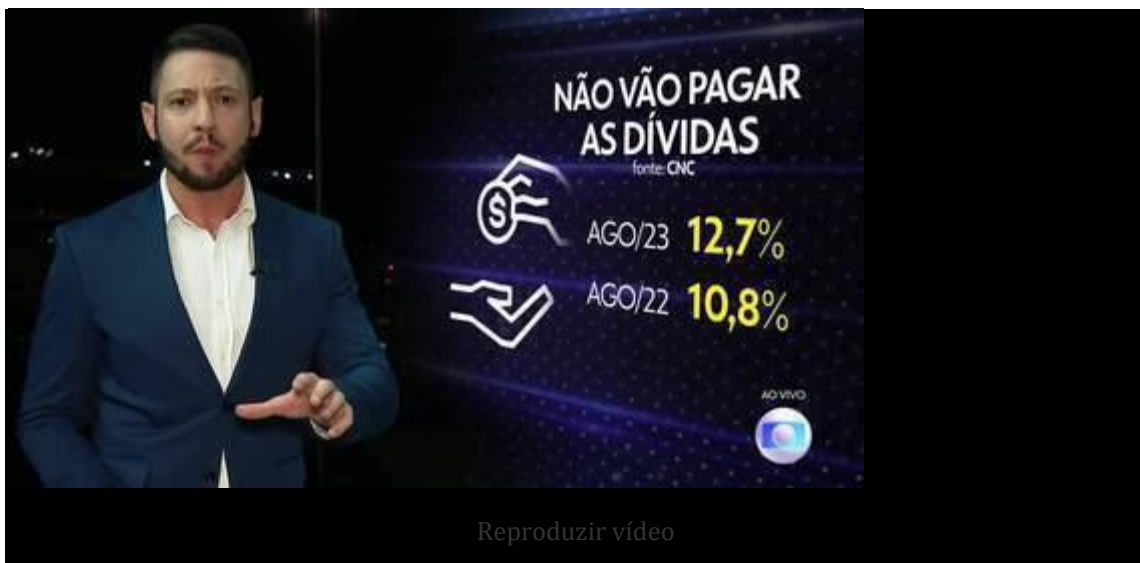 NÃO VÃO PAGAR
AS DÍVIDAS
fonte: CNC
AGO/23 12,7%
AGO/22 10,8%
AO VIVO
Reproduzir vídeo